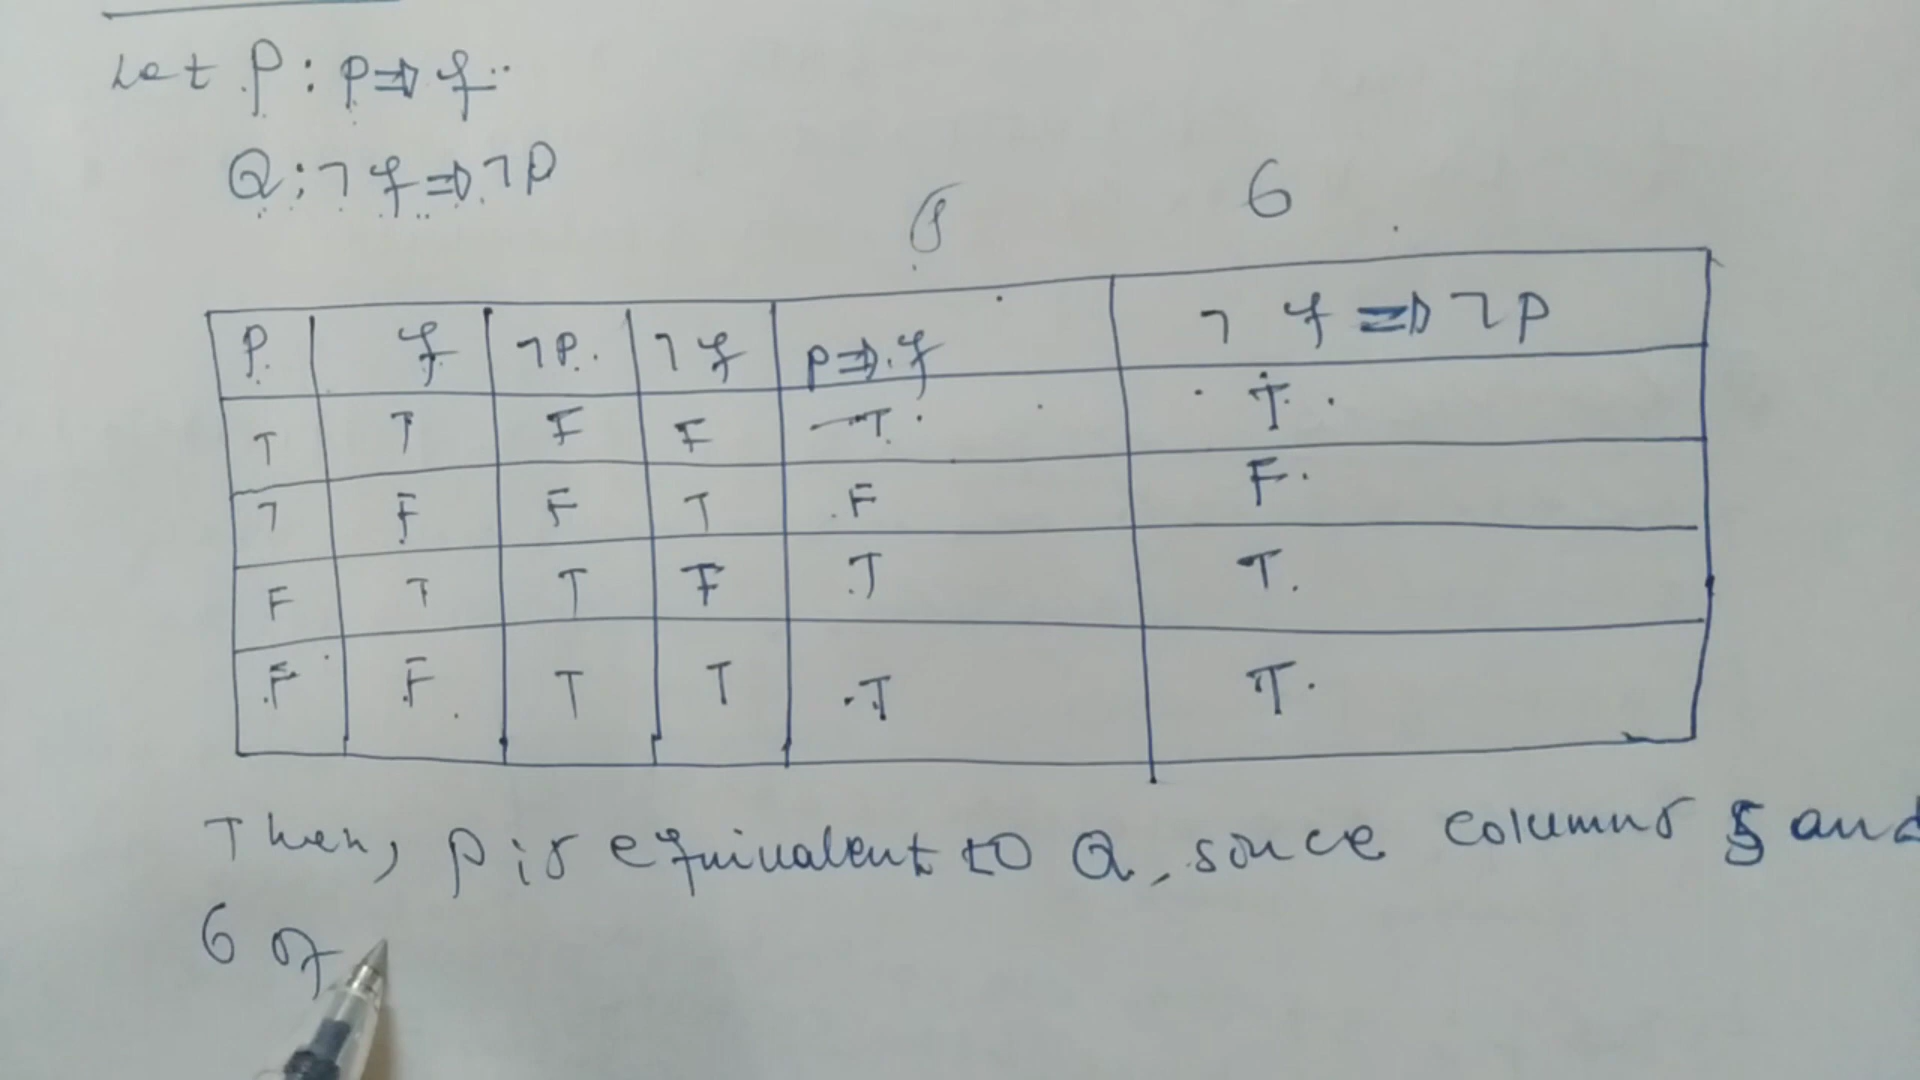 Let P: p⇒q
Q: ¬q⇒¬p
5 6
p q ¬p ¬q p⇒q ¬q⇒¬p
T T F F T T
T F F T F F
F T T F T T
F F T T T T
Then, P is equivalent to Q, since columns 5 and
6 of